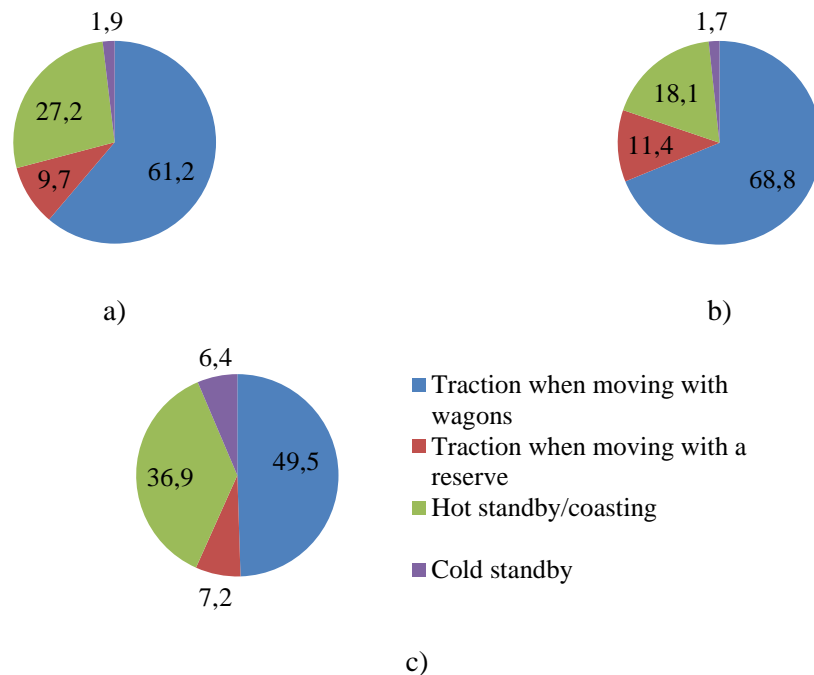 1,9
27,2
9,7
61,2
a)
1,7
18,1
11,4
68,8
b)
6,4
36,9
49,5
7,2
Traction when moving with
wagons
Traction when moving with a
reserve
Hot standby/coasting
Cold standby
c)